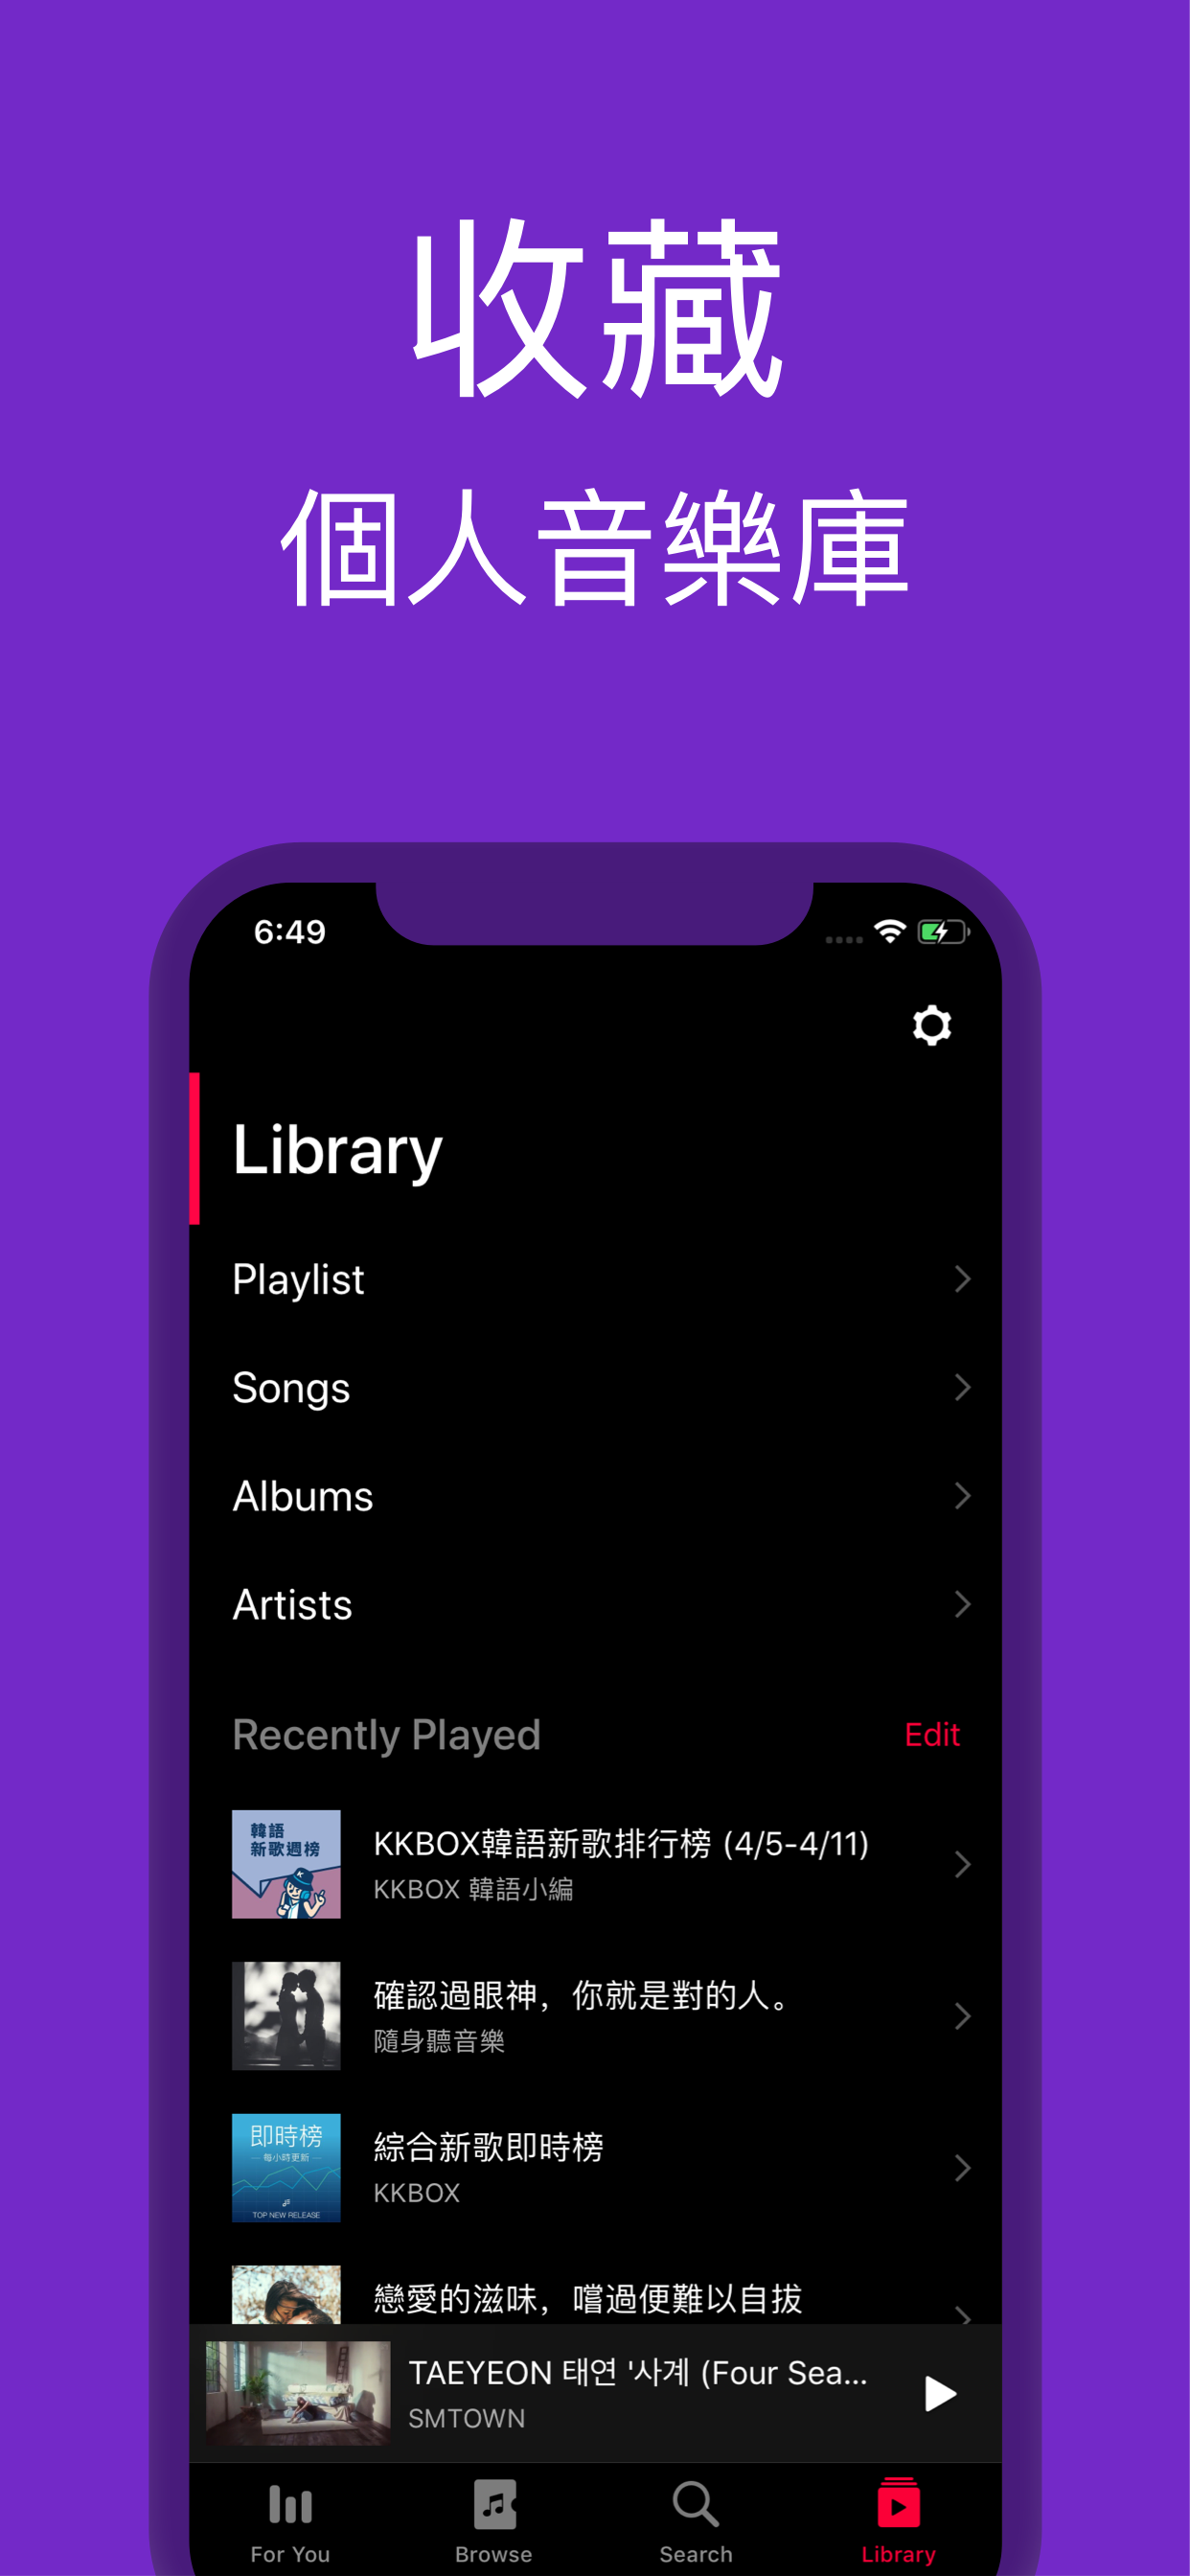 收藏
個人音樂庫
6:49
Library
Playlist
Songs
Albums
Artists
Recently Played
Edit
韓語
新歌週榜
KKBOX韓語新歌排行榜 (4/5-4/11)
KKBOX 韓語小編
確認過眼神，你就是對的人。
隨身聽音樂
即時榜
每小時更新
TOP NEW RELEASE
綜合新歌即時榜
KKBOX
戀愛的滋味，嚐過便難以自拔
TAEYEON 태연 '사계 (Four Sea...
SMTOWN
For You
Browse
Search
Library